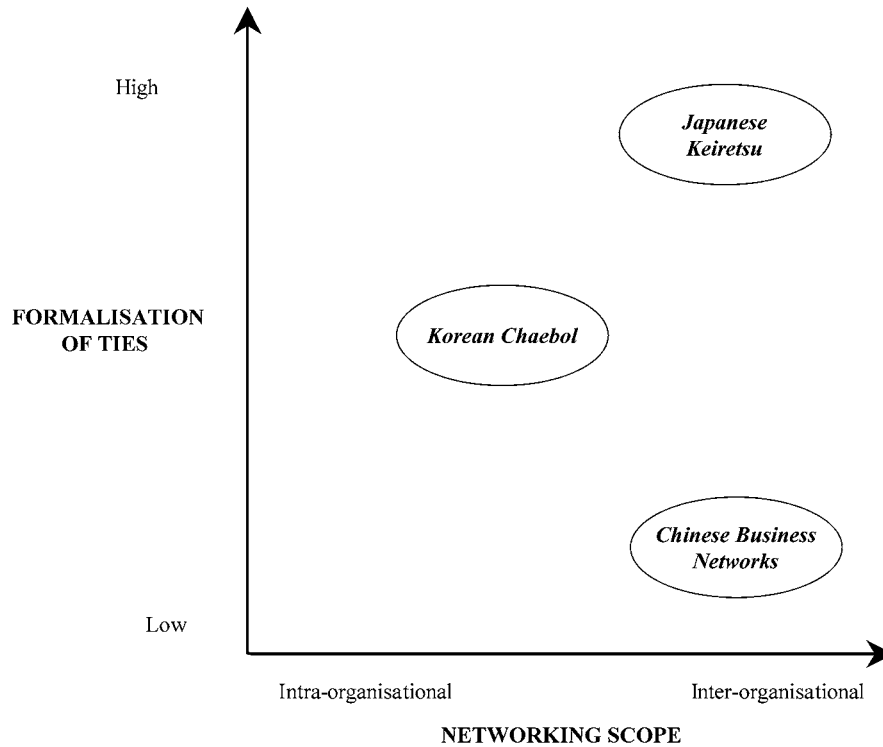 High
Japanese
Keiretsu
FORMALISATION
OF TIES
Korean Chaebol
Chinese Business
Networks
Low
Intra-organisational
Inter-organisational
NETWORKING SCOPE